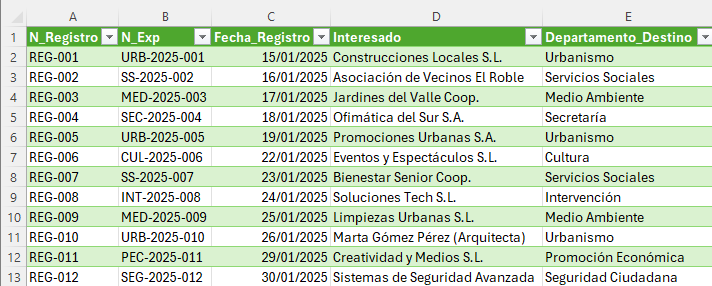 A B C D E
1 N_Registro N_Exp Fecha_Registro Interesado Departamento_Destino
2 REG-001 URB-2025-001 15/01/2025 Construcciones Locales S.L. Urbanismo
3 REG-002 SS-2025-002 16/01/2025 Asociación de Vecinos El Roble Servicios Sociales
4 REG-003 MED-2025-003 17/01/2025 Jardines del Valle Coop. Medio Ambiente
5 REG-004 SEC-2025-004 18/01/2025 Ofimática del Sur S.A. Secretaría
6 REG-005 URB-2025-005 19/01/2025 Promociones Urbanas S.A. Urbanismo
7 REG-006 CUL-2025-006 22/01/2025 Eventos y Espectáculos S.L. Cultura
8 REG-007 SS-2025-007 23/01/2025 Bienestar Senior Coop. Servicios Sociales
9 REG-008 INT-2025-008 24/01/2025 Soluciones Tech S.L. Intervención
10 REG-009 MED-2025-009 25/01/2025 Limpiezas Urbanas S.L. Medio Ambiente
11 REG-010 URB-2025-010 26/01/2025 Marta Gómez Pérez (Arquitecta) Urbanismo
12 REG-011 PEC-2025-011 29/01/2025 Creatividad y Medios S.L. Promoción Económica
13 REG-012 SEG-2025-012 30/01/2025 Sistemas de Seguridad Avanzada Seguridad Ciudadana